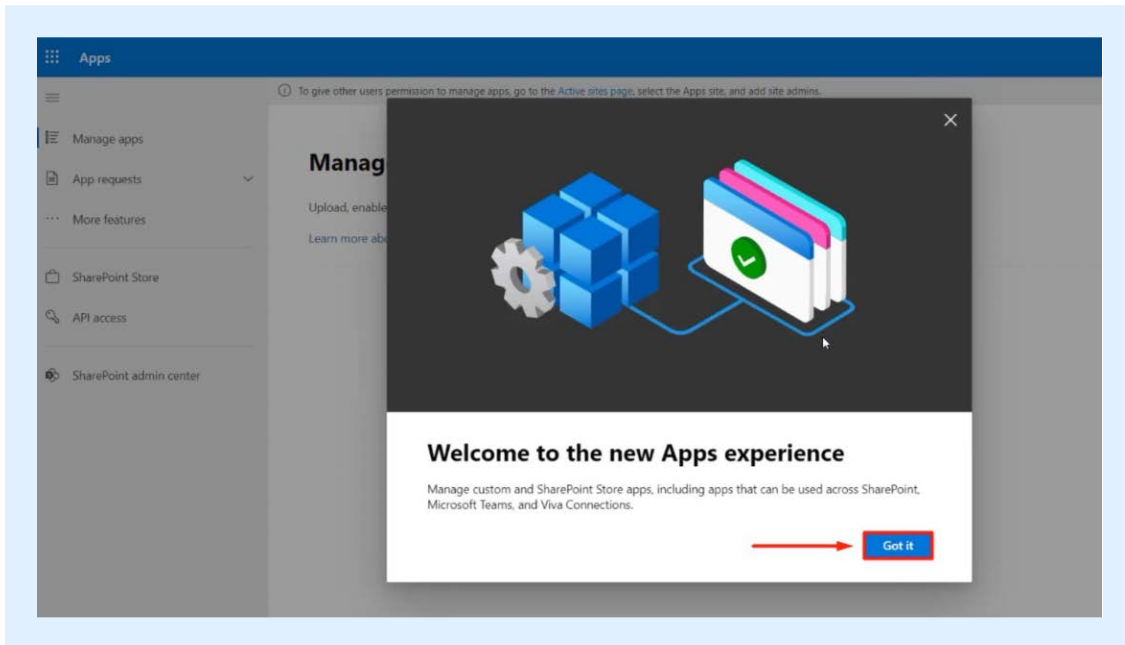 Apps
To give other users permission to manage apps, go to the Active sites page, select the Apps site, and add site admins.
Manage apps
App requests
More features
SharePoint Store
API access
SharePoint admin center
Manag
Upload, enable
Learn more abo
Welcome to the new Apps experience
Manage custom and SharePoint Store apps, including apps that can be used across SharePoint,
Microsoft Teams, and Viva Connections.
Got it